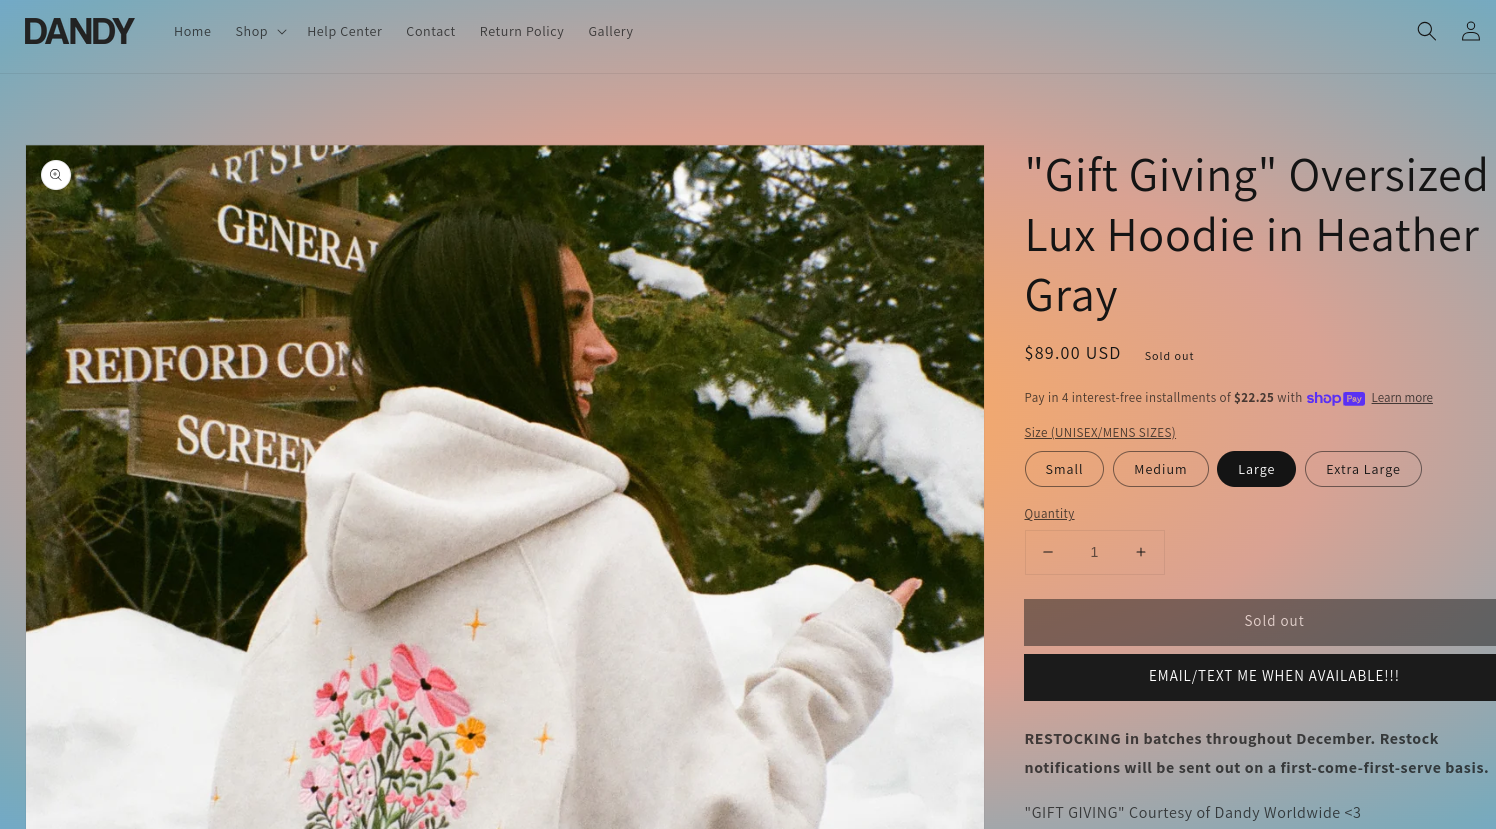 DANDY
Home
Shop
Help Center
Contact
Return Policy
Gallery
GENERAL
REDFORD CON
SCREEN
"Gift Giving" Oversized
Lux Hoodie in Heather
Gray
$89.00 USD
Sold out
Pay in 4 interest-free installments of $22.25 with shop Pay Learn more
Size (UNISEX/MENS SIZES)
Small
Medium
Large
Extra Large
Quantity
− 1 +
Sold out
EMAIL/TEXT ME WHEN AVAILABLE!!!
RESTOCKING in batches throughout December. Restock
notifications will be sent out on a first-come-first-serve basis.
"GIFT GIVING" Courtesy of Dandy Worldwide <3